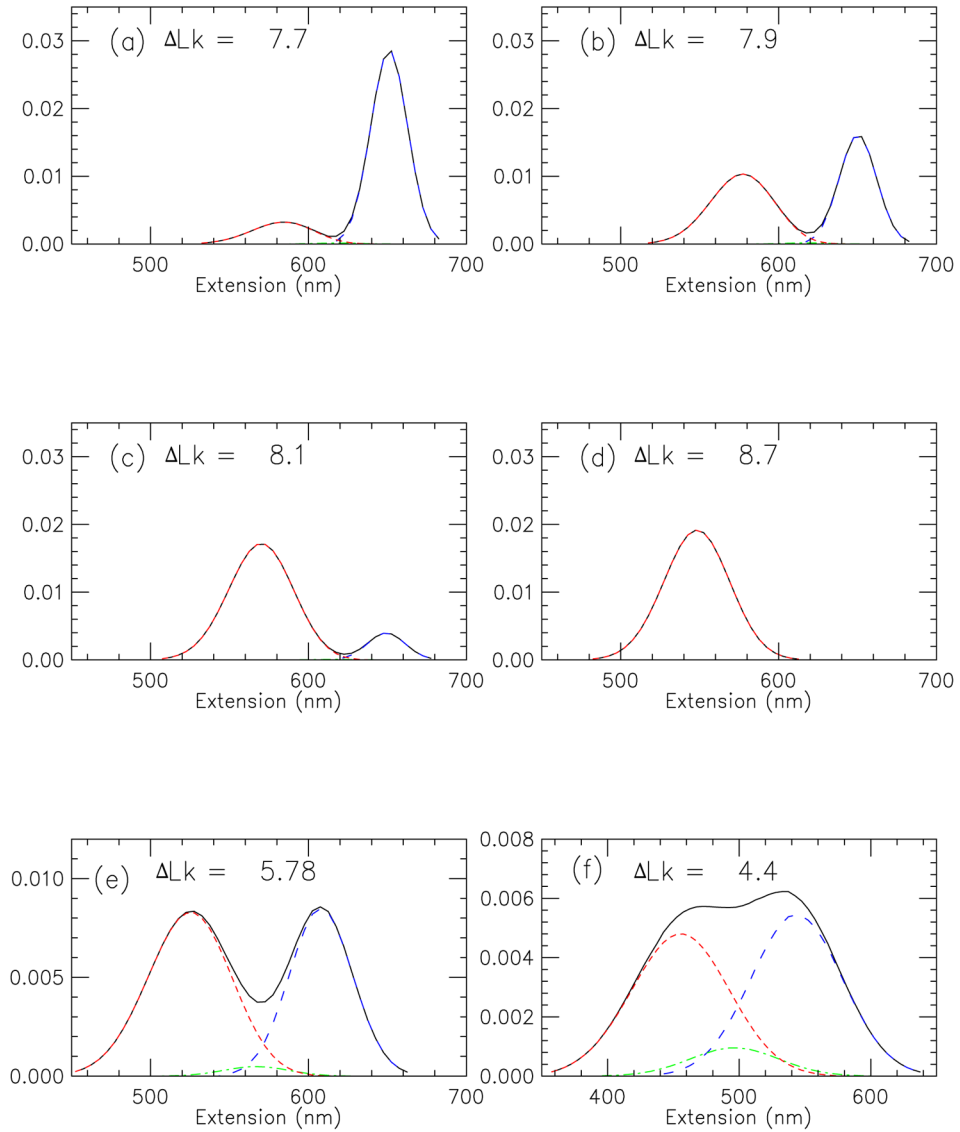 (a) ΔLk = 7.7
0.03
0.02
0.01
0.00
500 600 700
Extension (nm)
(b) ΔLk = 7.9
0.03
0.02
0.01
0.00
500 600 700
Extension (nm)
(c) ΔLk = 8.1
0.03
0.02
0.01
0.00
500 600 700
Extension (nm)
(d) ΔLk = 8.7
0.03
0.02
0.01
0.00
500 600 700
Extension (nm)
(e) ΔLk = 5.78
0.010
0.005
0.000
500 600 700
Extension (nm)
(f) ΔLk = 4.4
0.008
0.006
0.004
0.002
0.000
400 500 600
Extension (nm)